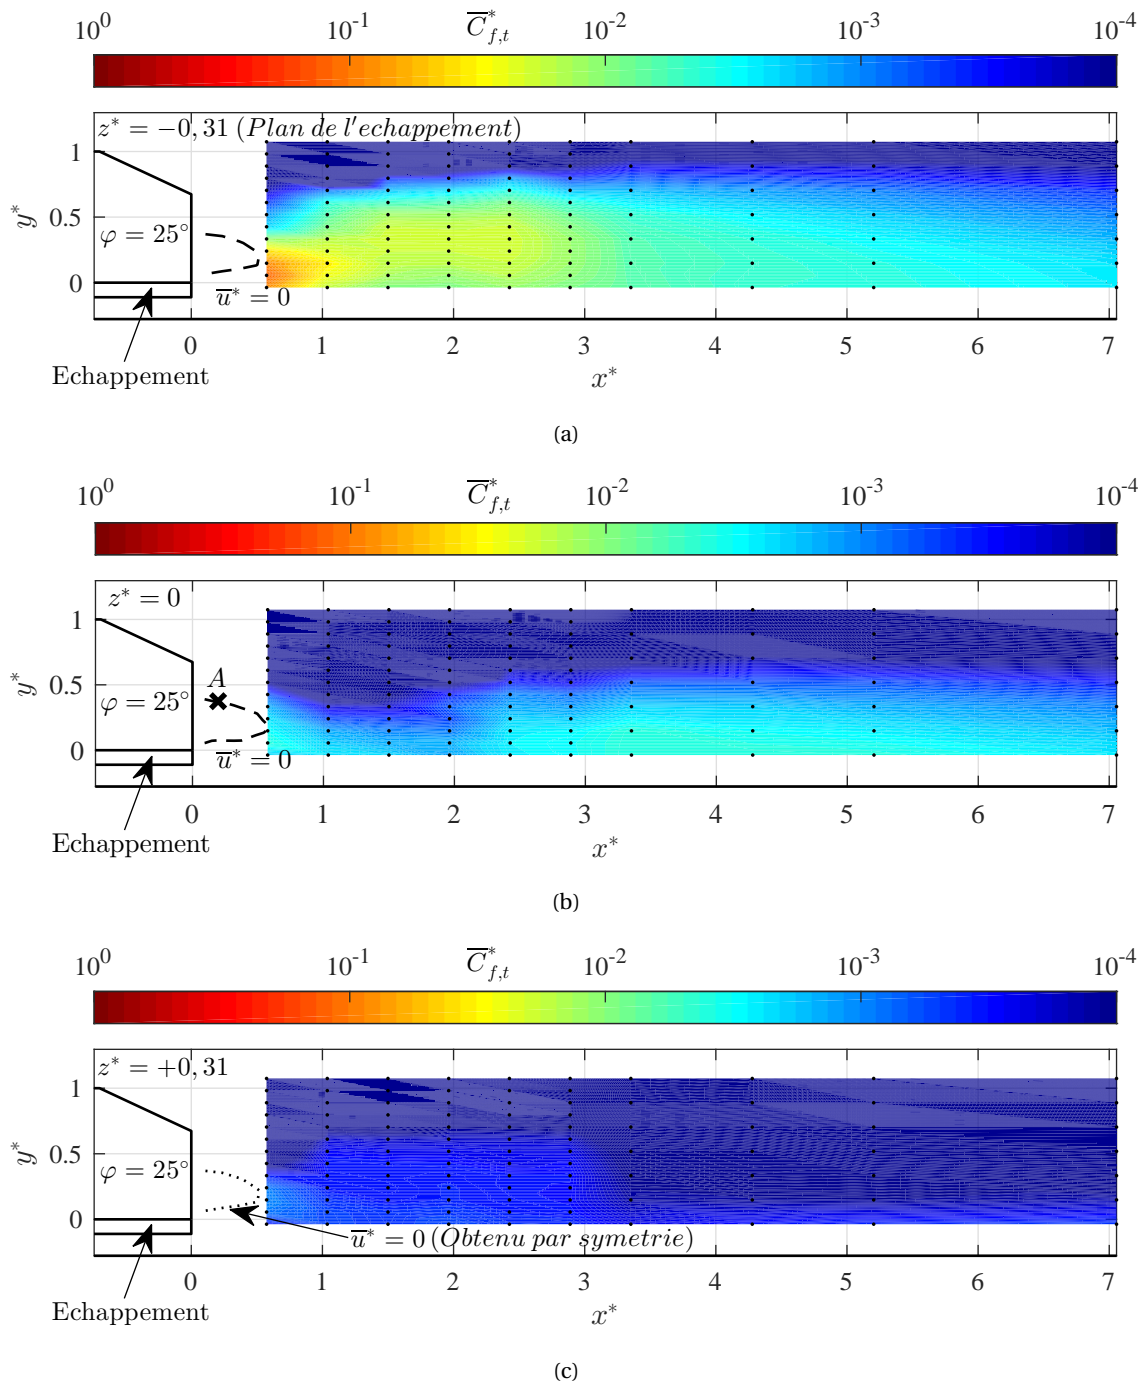 10^0 10^-1 C̅*_{f,t} 10^-2 10^-3 10^-4
z* = −0, 31 (Plan de l'echappement)
1
0.5
0
y*
φ = 25°
u̅* = 0
0 1 2 3 4 5 6 7
Echappement
x*
(a)
10^0 10^-1 C̅*_{f,t} 10^-2 10^-3 10^-4
z* = 0
1
0.5
0
y*
A
φ = 25°
u̅* = 0
0 1 2 3 4 5 6 7
Echappement
x*
(b)
10^0 10^-1 C̅*_{f,t} 10^-2 10^-3 10^-4
z* = +0, 31
1
0.5
0
y*
φ = 25°
u̅* = 0 (Obtenu par symetrie)
0 1 2 3 4 5 6 7
Echappement
x*
(c)